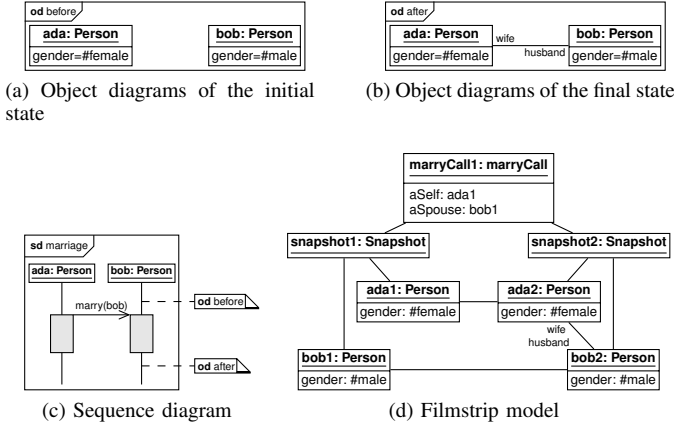 od before
ada: Person
bob: Person
gender=#female
gender=#male
(a) Object diagrams of the initial
state
od after
ada: Person
bob: Person
wife
gender=#female
husband
gender=#male
(b) Object diagrams of the final state
sd marriage
ada: Person
bob: Person
marry(bob)
od before
od after
(c) Sequence diagram
marryCall1: marryCall
aSelf: ada1
aSpouse: bob1
snapshot1: Snapshot
snapshot2: Snapshot
ada1: Person
ada2: Person
gender: #female
gender: #female
wife
husband
bob1: Person
bob2: Person
gender: #male
gender: #male
(d) Filmstrip model